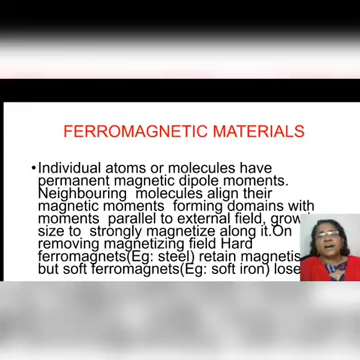 FERROMAGNETIC MATERIALS
•Individual atoms or molecules have
permanent magnetic dipole moments.
Neighbouring molecules align their
magnetic moments forming domains with
moments parallel to external field, grow
size to strongly magnetize along it.On
removing magnetizing field Hard
ferromagnets(Eg: steel) retain
but soft ferromagnets(Eg: soft iron) lose